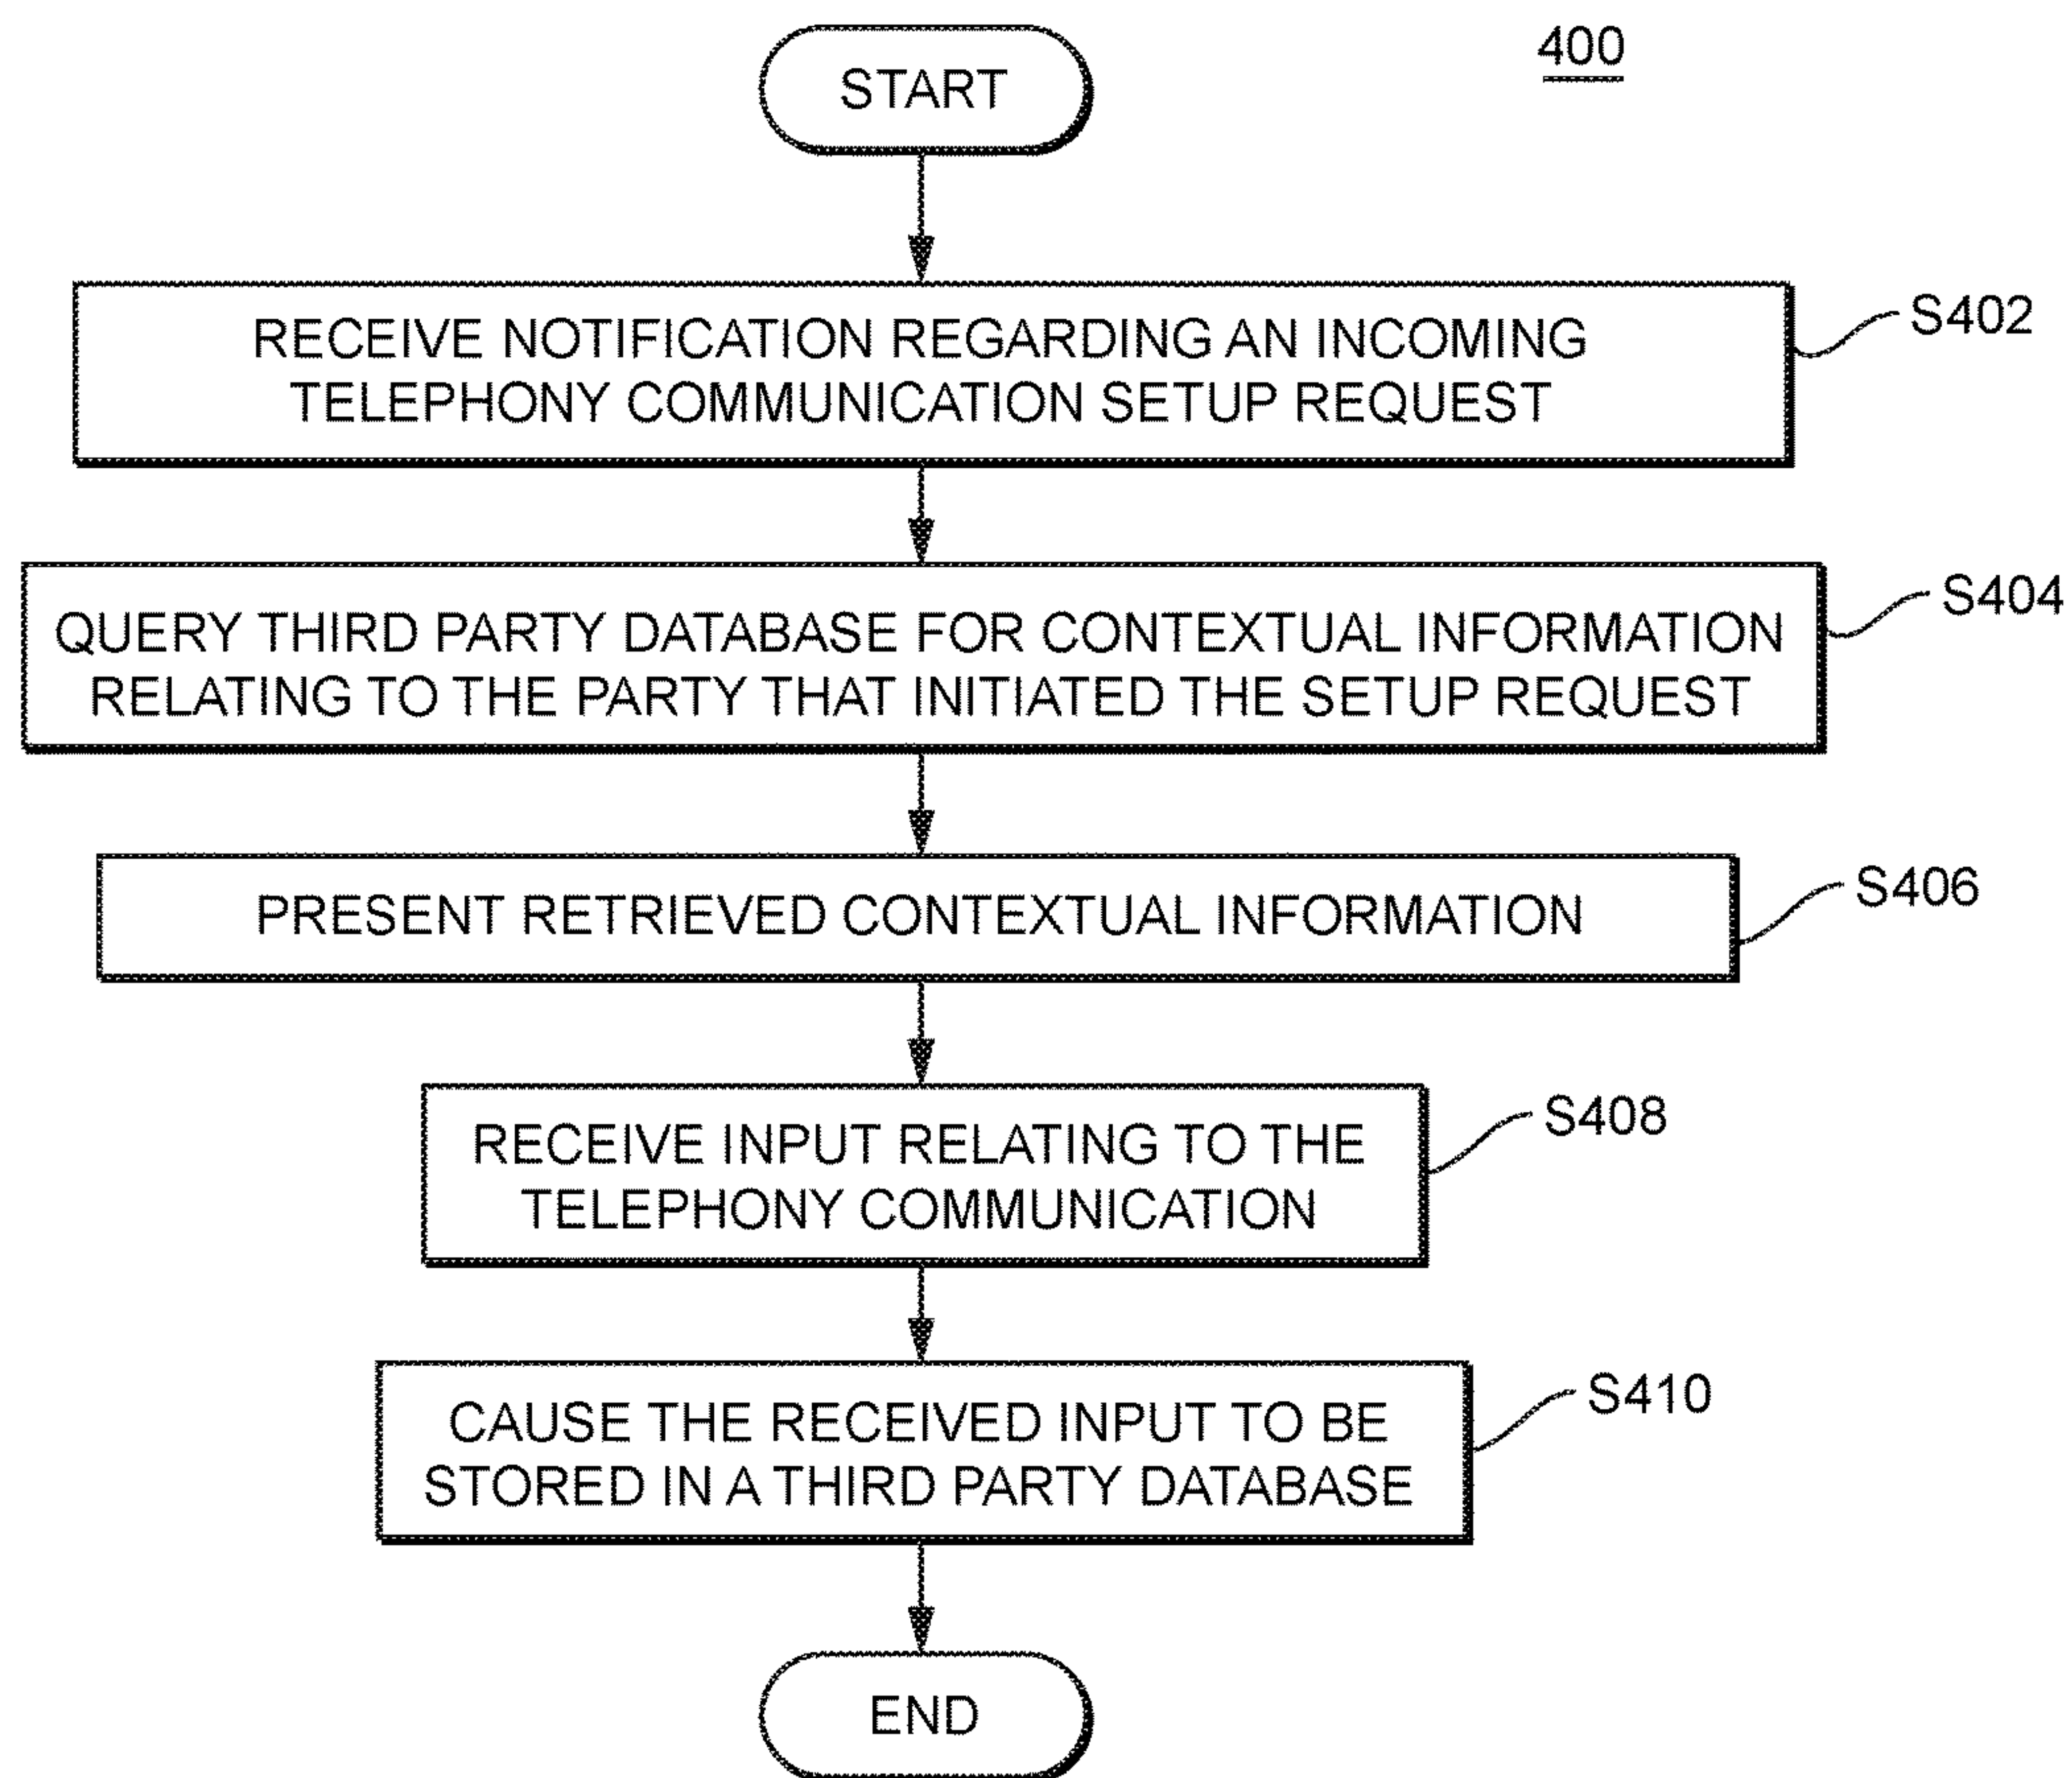 400
START
RECEIVE NOTIFICATION REGARDING AN INCOMING
TELEPHONY COMMUNICATION SETUP REQUEST
S402
QUERY THIRD PARTY DATABASE FOR CONTEXTUAL INFORMATION
RELATING TO THE PARTY THAT INITIATED THE SETUP REQUEST
S404
PRESENT RETRIEVED CONTEXTUAL INFORMATION
S406
RECEIVE INPUT RELATING TO THE
TELEPHONY COMMUNICATION
S408
CAUSE THE RECEIVED INPUT TO BE
STORED IN A THIRD PARTY DATABASE
S410
END